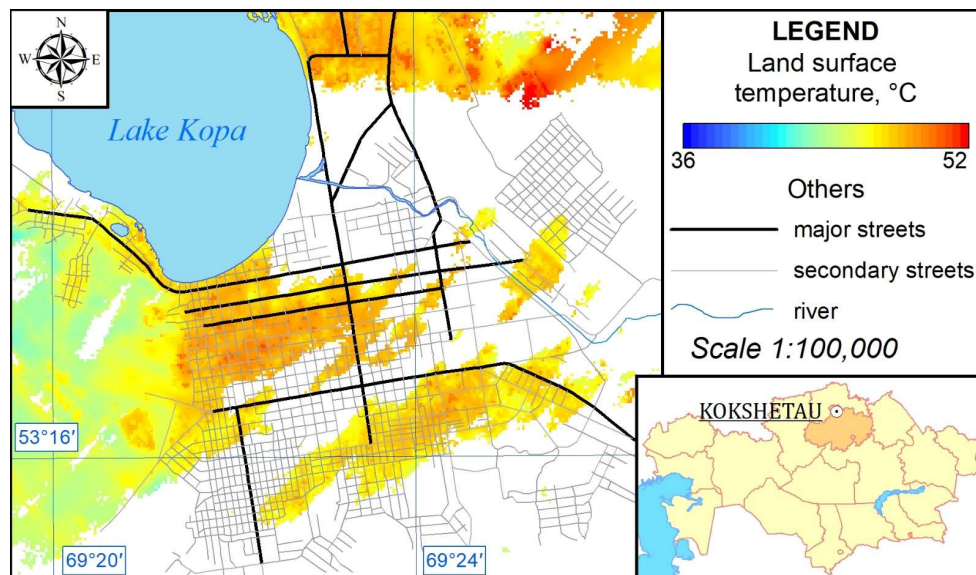 N
W E
S
Lake Kopa
53°16′
69°20′
69°24′
LEGEND
Land surface
temperature, °C
36 52
Others
major streets
secondary streets
river
Scale 1:100,000
KOKSHETAU